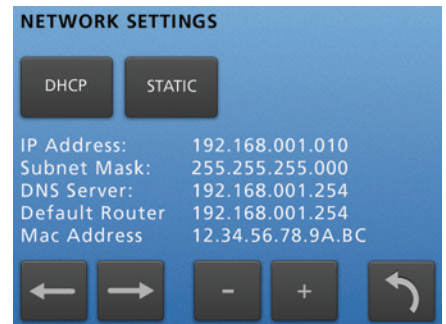 NETWORK SETTINGS
DHCP STATIC
IP Address: 192.168.001.010
Subnet Mask: 255.255.255.000
DNS Server: 192.168.001.254
Default Router 192.168.001.254
Mac Address 12.34.56.78.9A.BC
- +